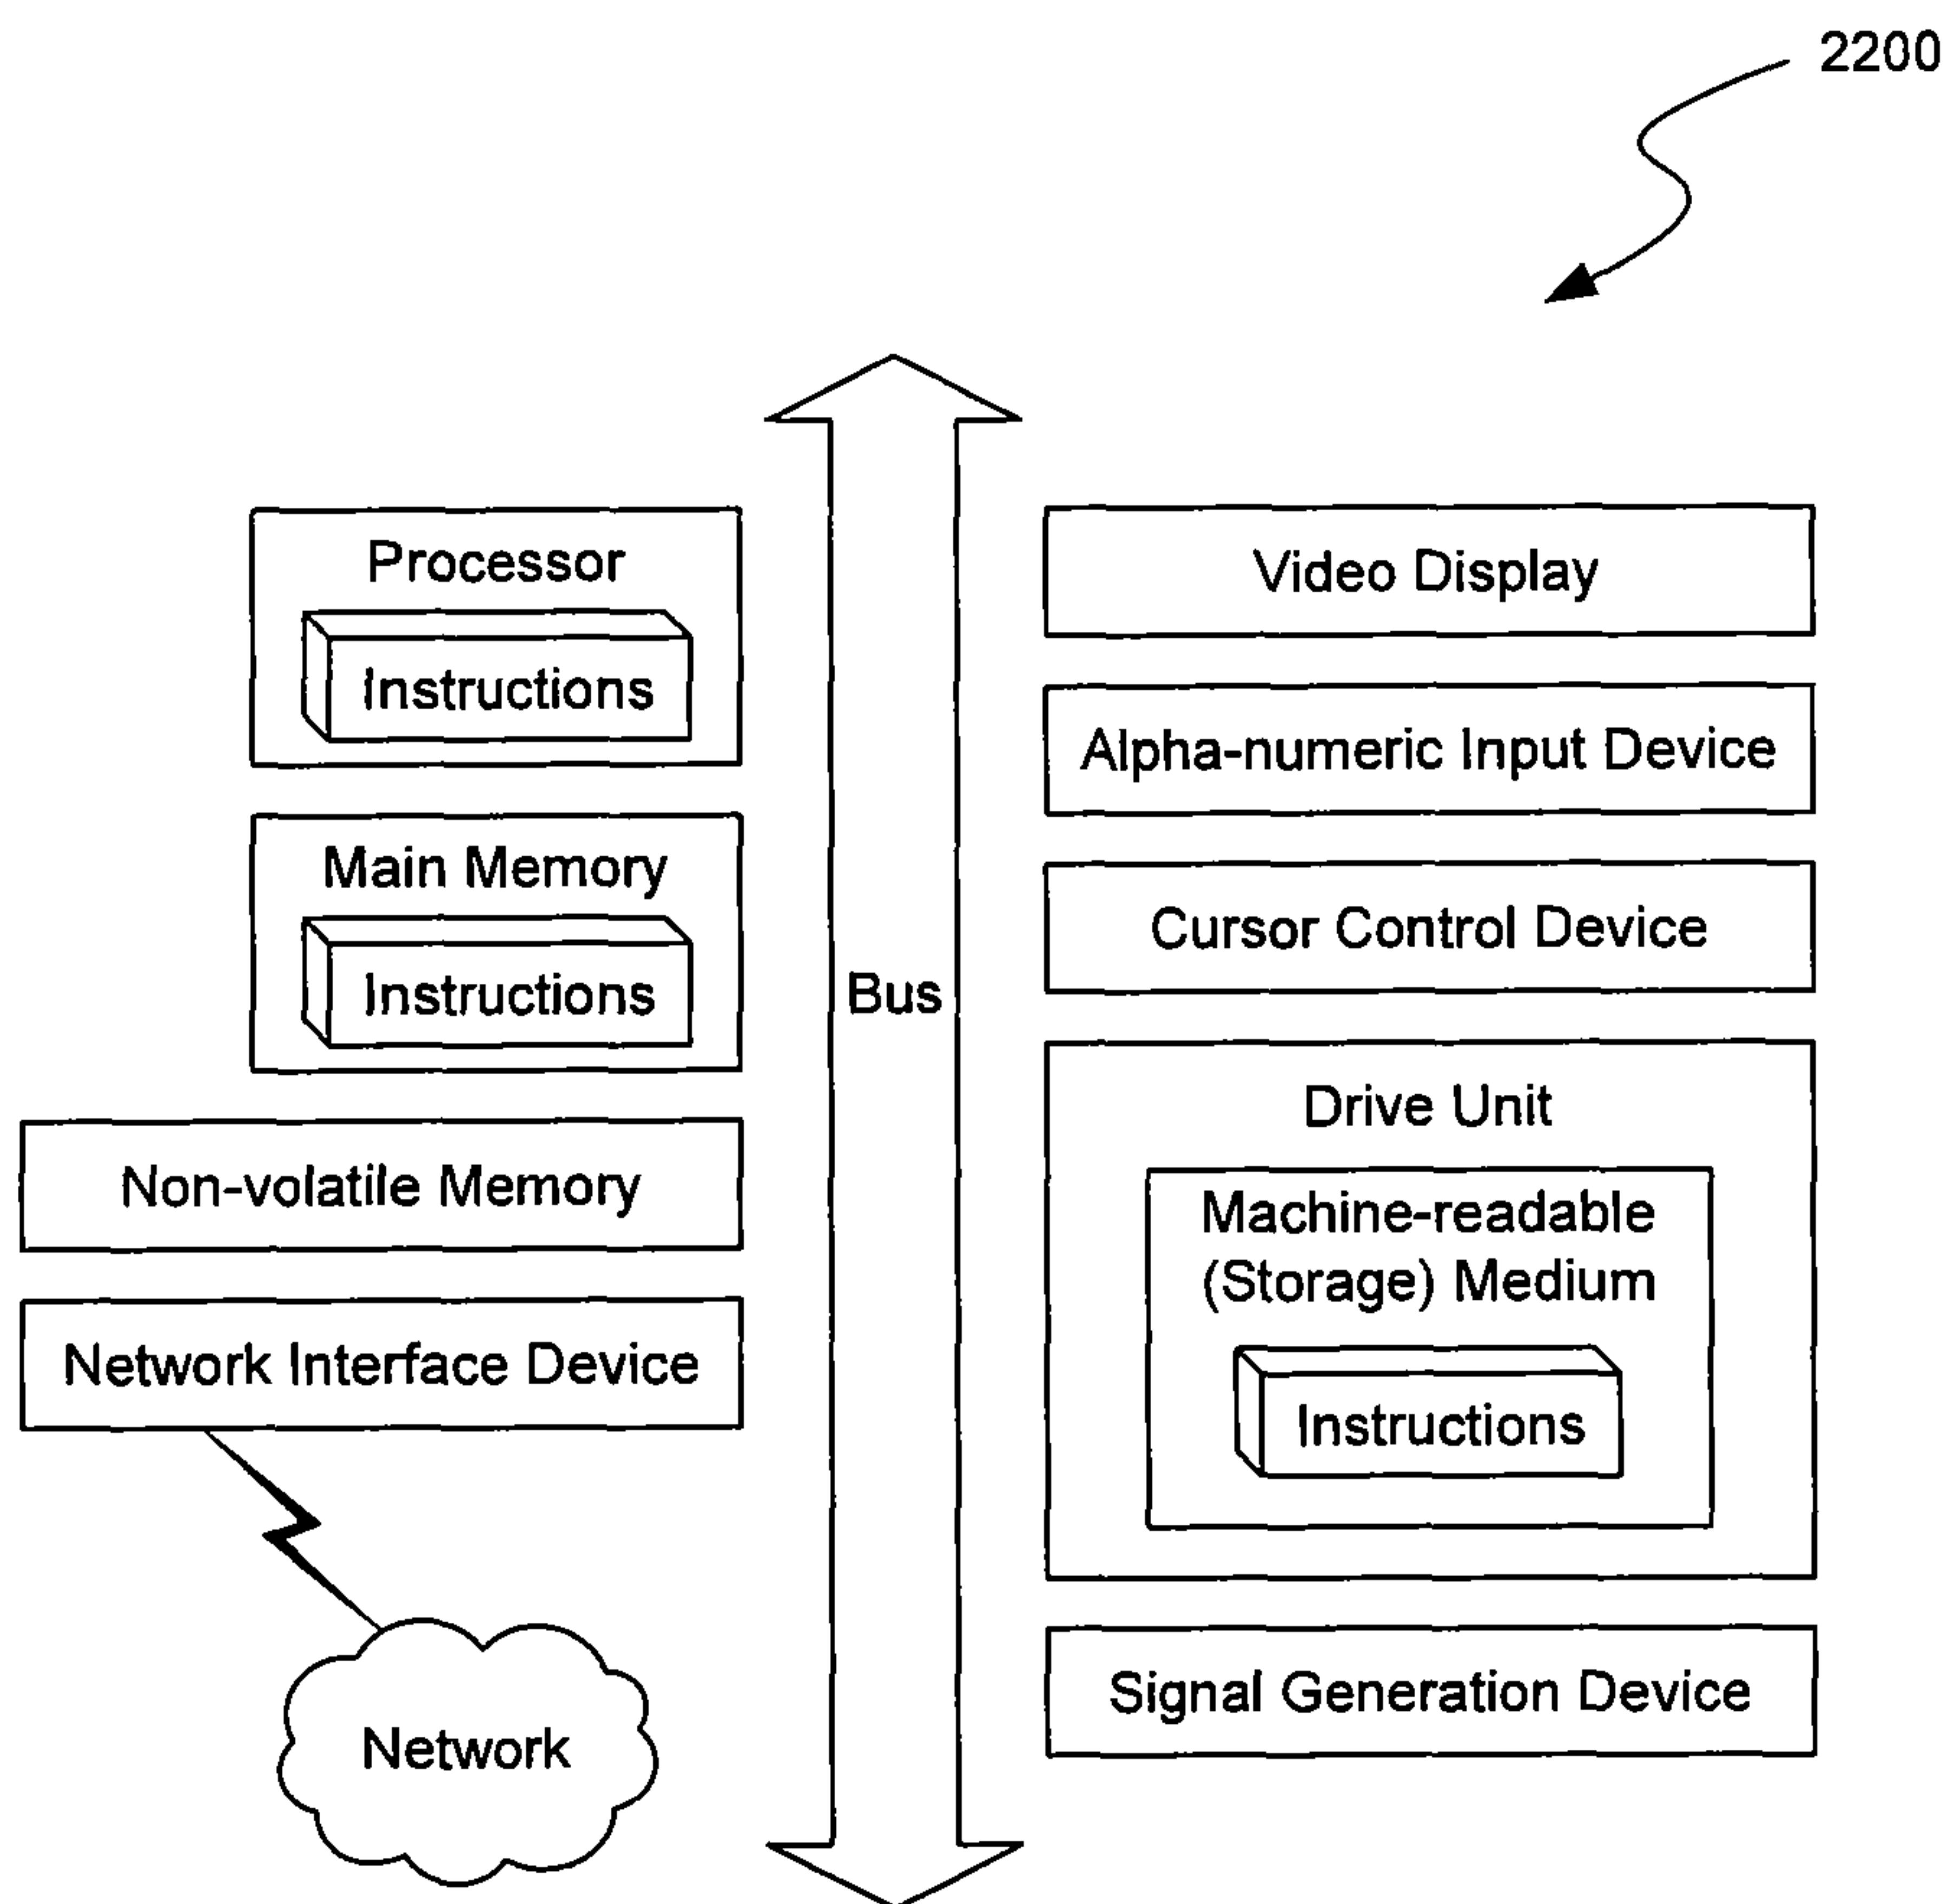 2200
Processor
Instructions
Main Memory
Instructions
Non-volatile Memory
Network Interface Device
Network
Bus
Video Display
Alpha-numeric Input Device
Cursor Control Device
Drive Unit
Machine-readable
(Storage) Medium
Instructions
Signal Generation Device